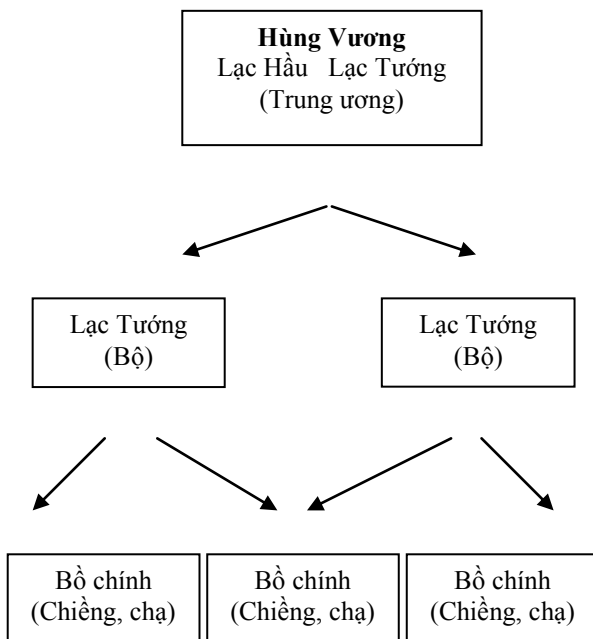 Hùng Vương
Lạc Hầu Lạc Tướng
(Trung ương)
Lạc Tướng
(Bộ)
Lạc Tướng
(Bộ)
Bồ chính
(Chiềng, chạ)
Bồ chính
(Chiềng, chạ)
Bồ chính
(Chiềng, chạ)